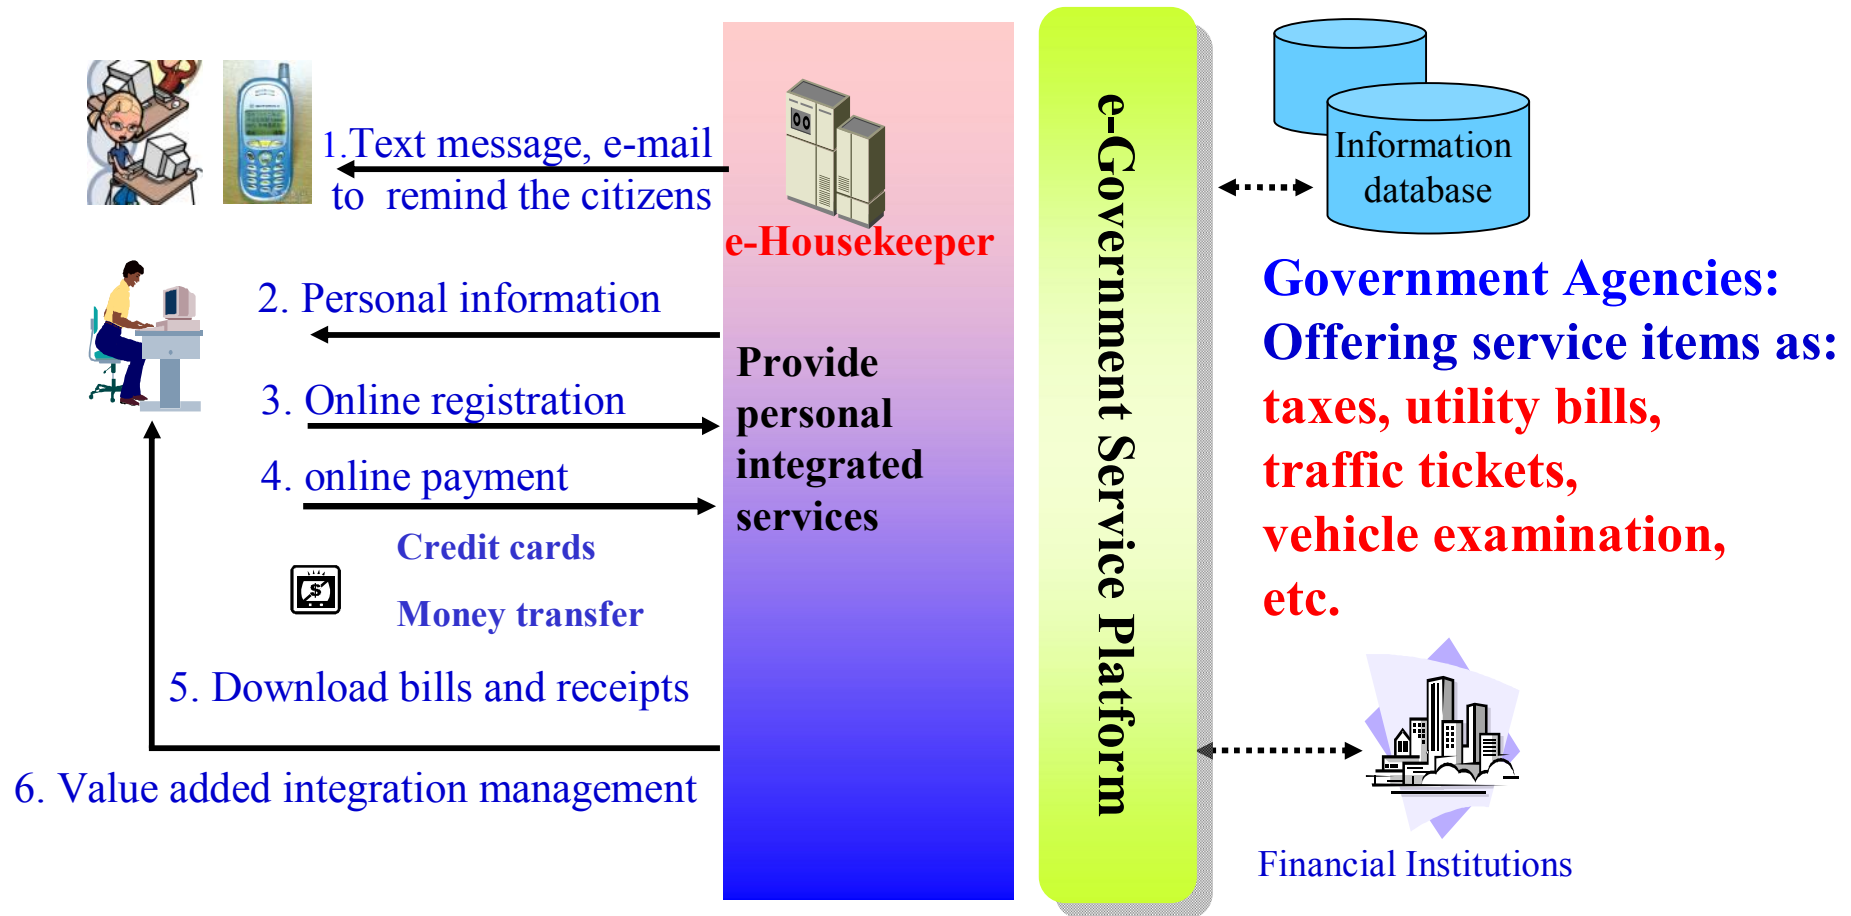 1.Text message, e-mail
to remind the citizens
e-Housekeeper
2. Personal information
3. Online registration
4. online payment
Credit cards
Money transfer
5. Download bills and receipts
6. Value added integration management
Provide
personal
integrated
services
e-Government Service Platform
Information
database
Government Agencies:
Offering service items as:
taxes, utility bills,
traffic tickets,
vehicle examination,
etc.
$
Financial Institutions